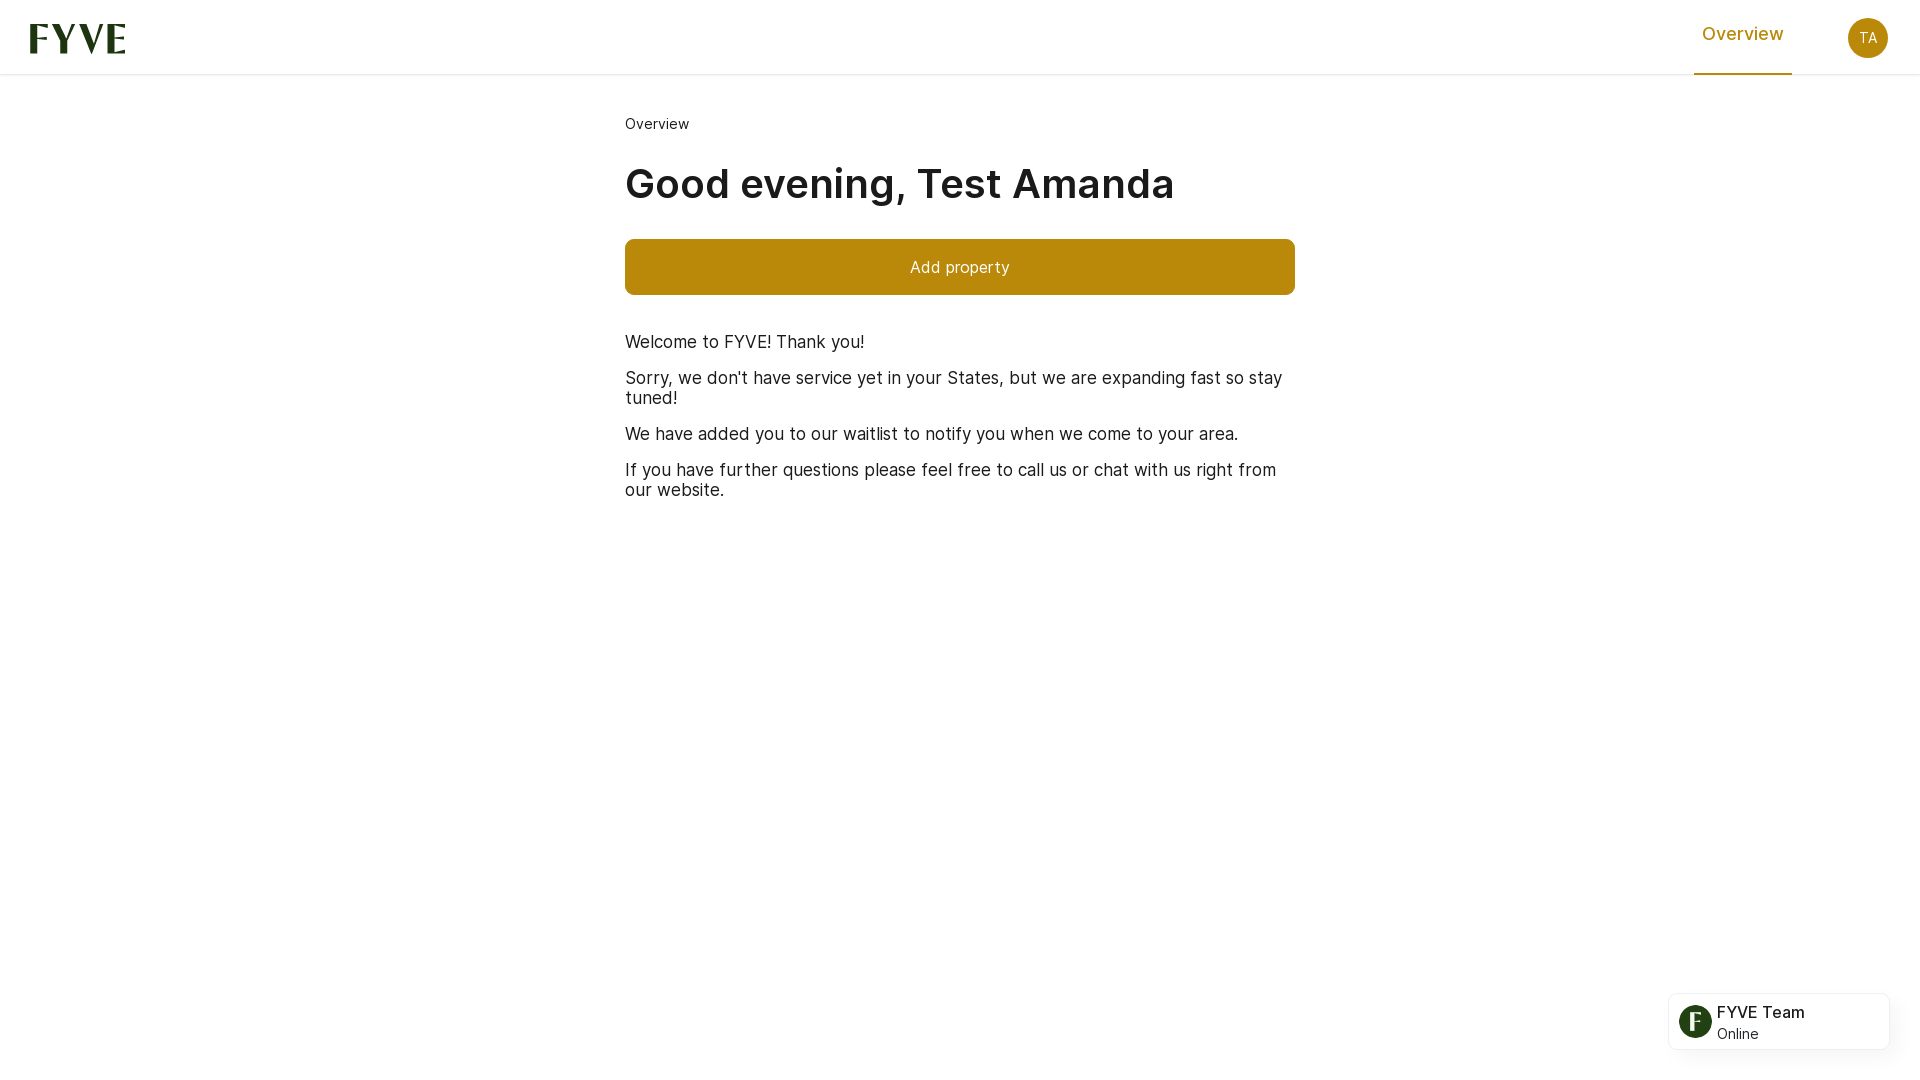 FYVE
Overview
TA
Overview
Good evening, Test Amanda
Add property
Welcome to FYVE! Thank you!
Sorry, we don't have service yet in your States, but we are expanding fast so stay
tuned!
We have added you to our waitlist to notify you when we come to your area.
If you have further questions please feel free to call us or chat with us right from
our website.
F
FYVE Team
Online